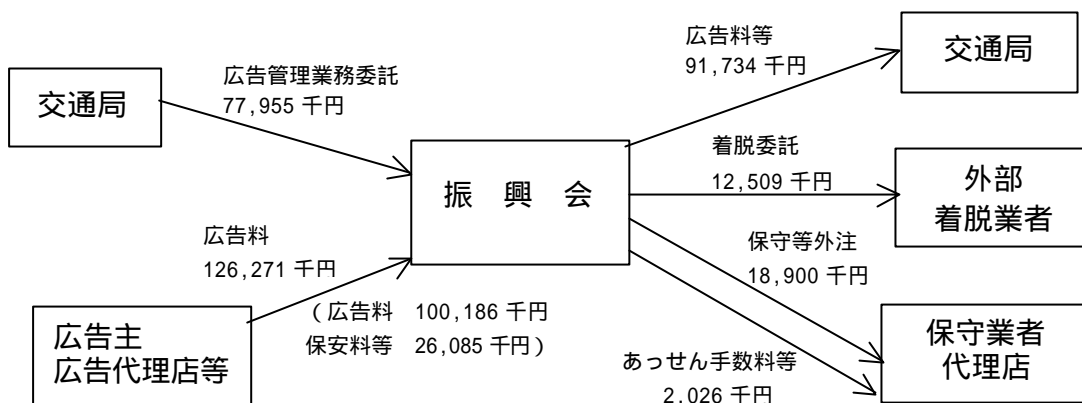 交通局
広告管理業務委託
77,955 千円
広告主
広告代理店等
広告料
126,271 千円
(広告料 100,186 千円
保安料等 26,085 千円)
振 興 会
広告料等
91,734 千円
交通局
着脱委託
12,509 千円
外部
着脱業者
保守等外注
18,900 千円
あっせん手数料等
2,026 千円
保守業者
代理店